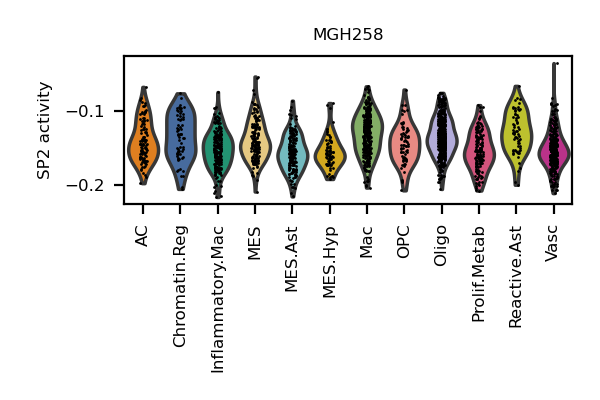 MGH258
SP2 activity
−0.1
−0.2
AC
Chromatin.Reg
Inflammatory.Mac
MES
MES.Ast
MES.Hyp
Mac
OPC
Oligo
Prolif.Metab
Reactive.Ast
Vasc